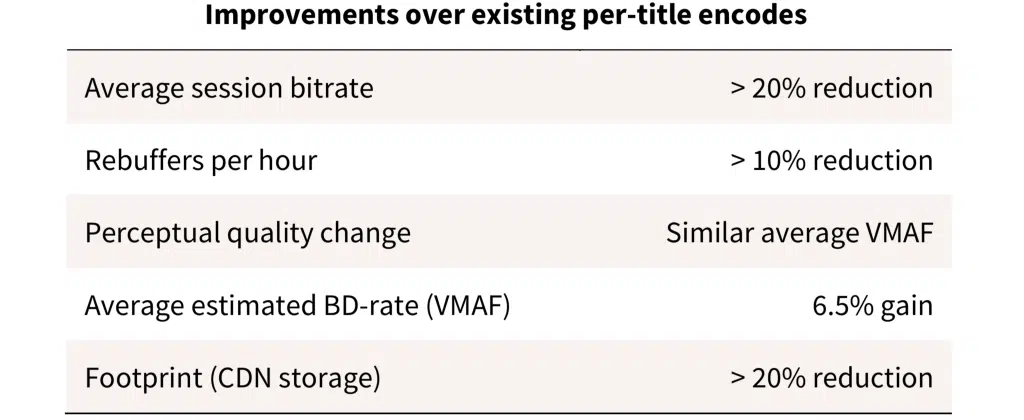 Improvements over existing per-title encodes
Average session bitrate > 20% reduction
Rebuffers per hour > 10% reduction
Perceptual quality change Similar average VMAF
Average estimated BD-rate (VMAF) 6.5% gain
Footprint (CDN storage) > 20% reduction